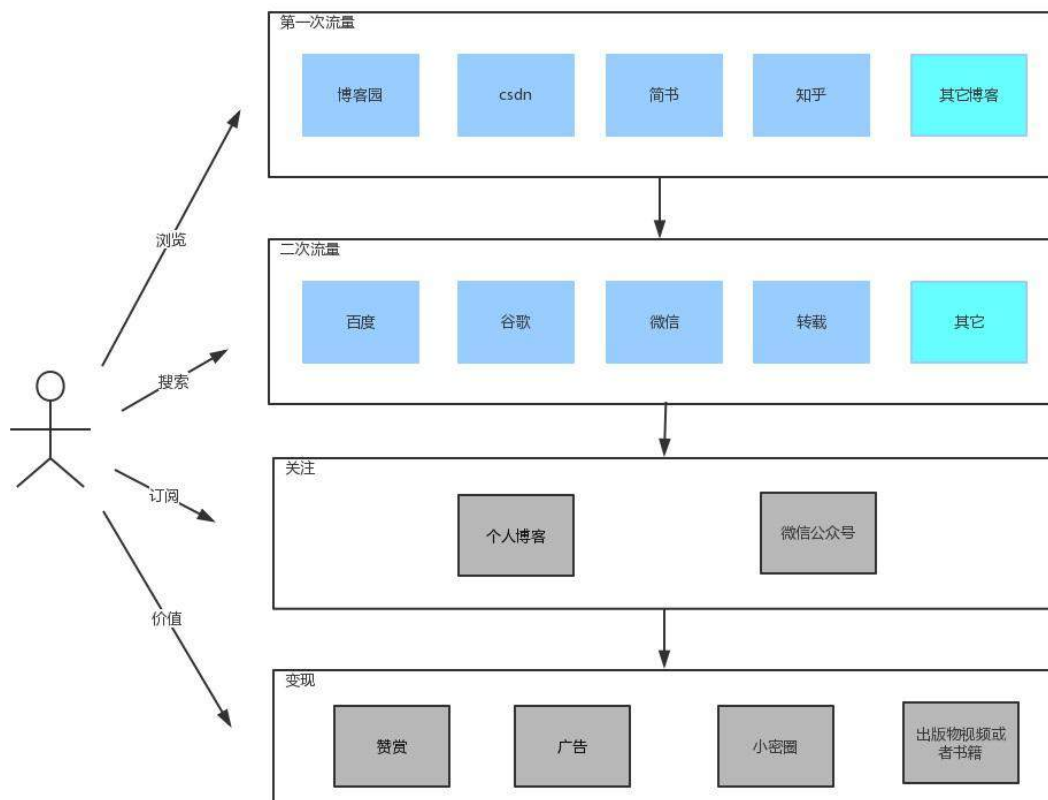 第一次流量
博客园
csdn
简书
知乎
其它博客
浏览
二次流量
百度
谷歌
微信
转载
其它
搜索
关注
订阅
个人博客
微信公众号
价值
变现
赞赏
广告
小密圈
出版物视频或
者书籍